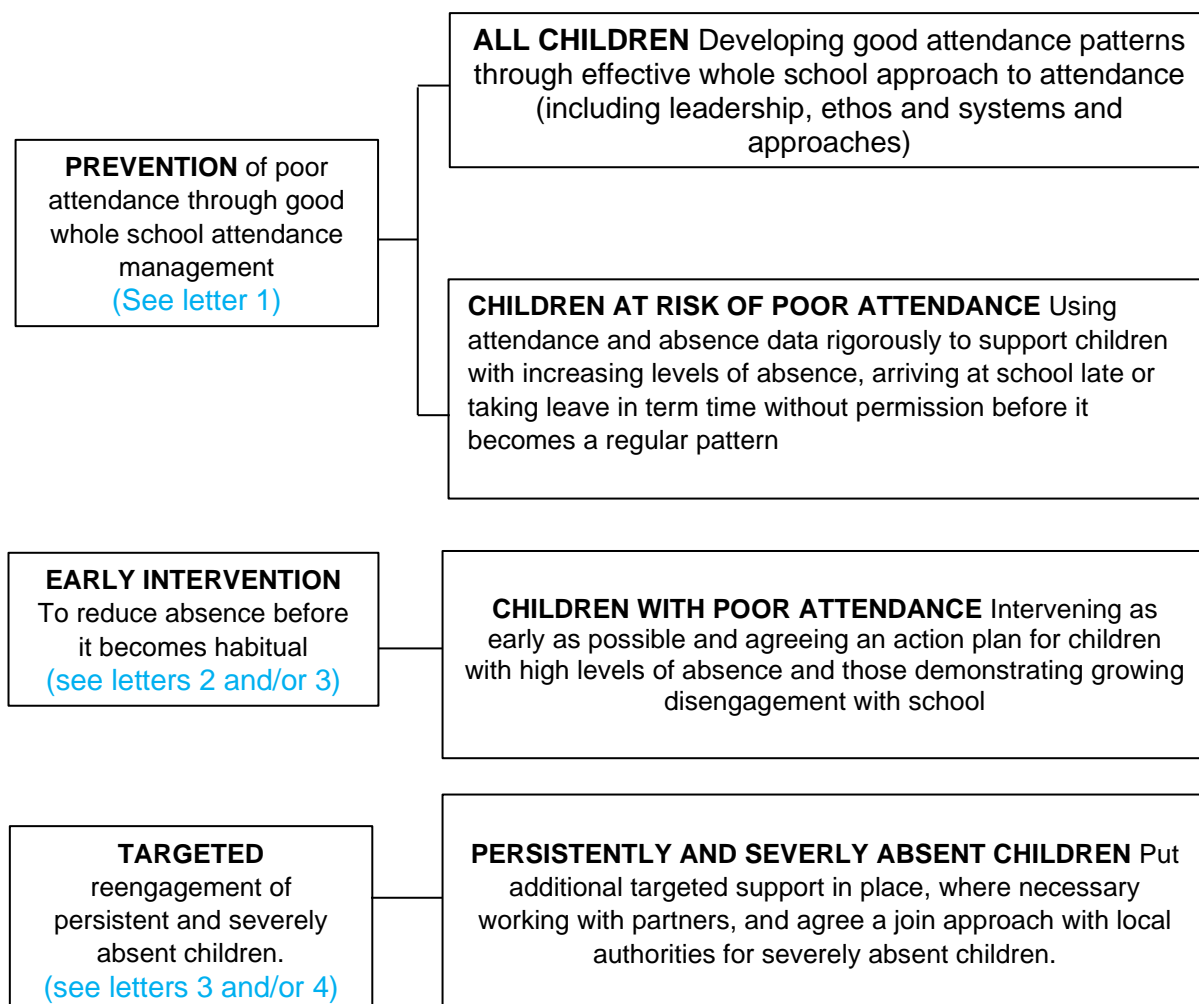 PREVENTION of poor
attendance through good
whole school attendance
management
(See letter 1)
ALL CHILDREN Developing good attendance patterns
through effective whole school approach to attendance
(including leadership, ethos and systems and
approaches)
CHILDREN AT RISK OF POOR ATTENDANCE Using
attendance and absence data rigorously to support children
with increasing levels of absence, arriving at school late or
taking leave in term time without permission before it
becomes a regular pattern
EARLY INTERVENTION
To reduce absence before
it becomes habitual
(see letters 2 and/or 3)
CHILDREN WITH POOR ATTENDANCE Intervening as
early as possible and agreeing an action plan for children
with high levels of absence and those demonstrating growing
disengagement with school
TARGETED
reengagement of
persistent and severely
absent children.
(see letters 3 and/or 4)
PERSISTENTLY AND SEVERLY ABSENT CHILDREN Put
additional targeted support in place, where necessary
working with partners, and agree a join approach with local
authorities for severely absent children.